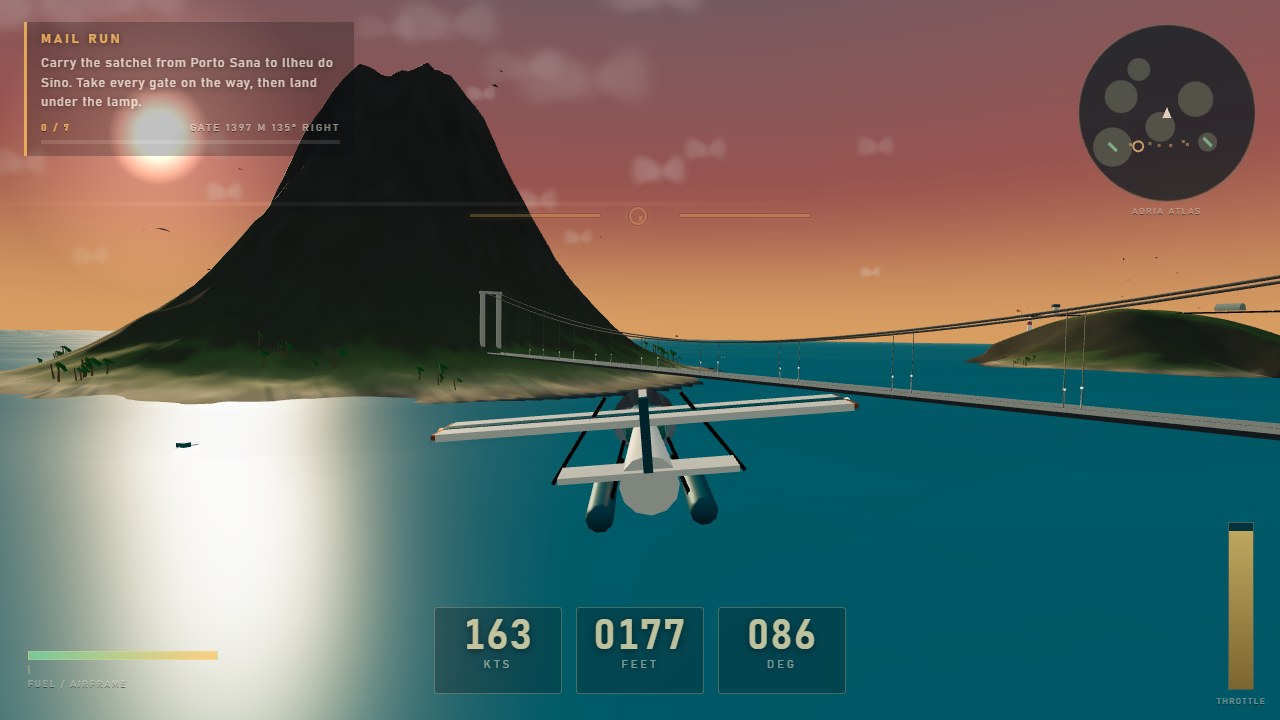 MAIL RUN
Carry the satchel from Porto Sana to Ilheu do
Sino. Take every gate on the way, then land
under the lamp.
0 / 7
GATE 1397 M 135° RIGHT
ADRIA ATLAS
163
KTS
0177
FEET
086
DEG
FUEL / AIRFRAME
THROTTLE